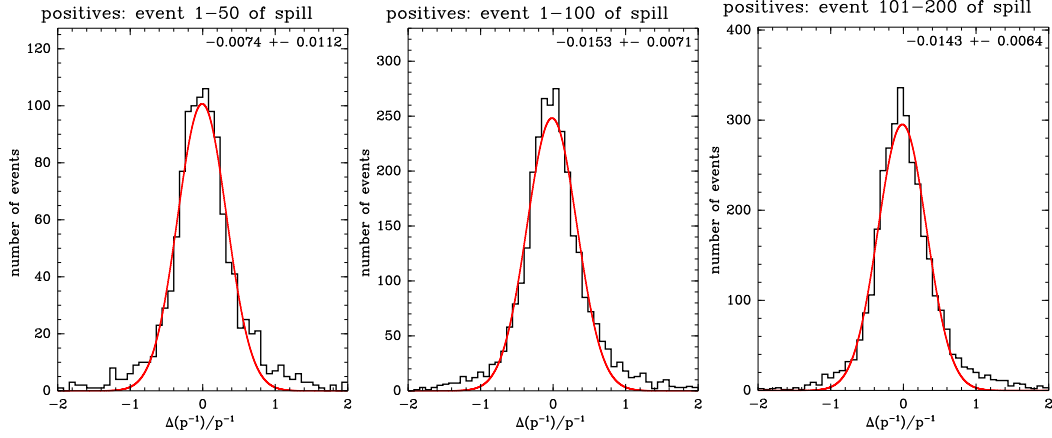 positives: event 1−50 of spill
−0.0074 +− 0.0112
120
100
80
60
40
20
0
number of events
−2 −1 0 1 2
Δ(p⁻¹)/p⁻¹
positives: event 1−100 of spill
−0.0153 +− 0.0071
300
250
200
150
100
50
0
number of events
−2 −1 0 1 2
Δ(p⁻¹)/p⁻¹
positives: event 101−200 of spill
−0.0143 +− 0.0064
400
300
200
100
0
number of events
−2 −1 0 1 2
Δ(p⁻¹)/p⁻¹